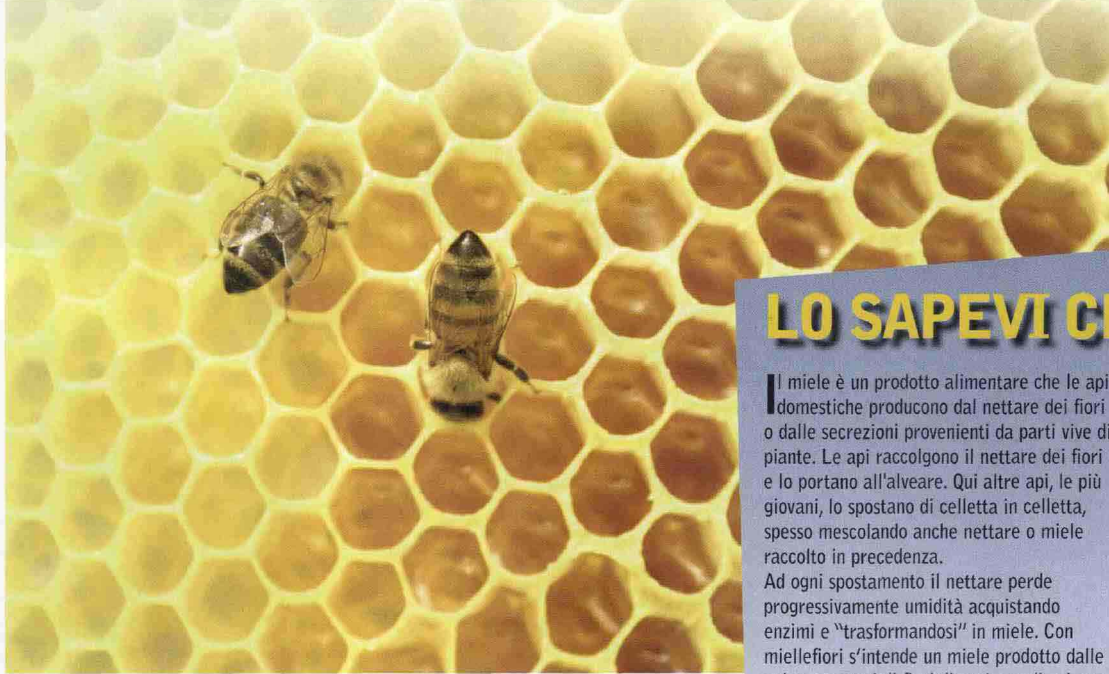 LO SAPEVI
Il miele è un prodotto alimentare che le api
domestiche producono dal nettare dei fiori
o dalle secrezioni provenienti da parti vive di
piante. Le api raccolgono il nettare dei fiori
e lo portano all'alveare. Qui altre api, le più
giovani, lo spostano di celletta in celletta,
spesso mescolando anche nettare o miele
raccolto in precedenza.
Ad ogni spostamento il nettare perde
progressivamente umidità acquistando
enzimi e "trasformandosi" in miele. Con
miellefiori s'intende un miele prodotto dalle